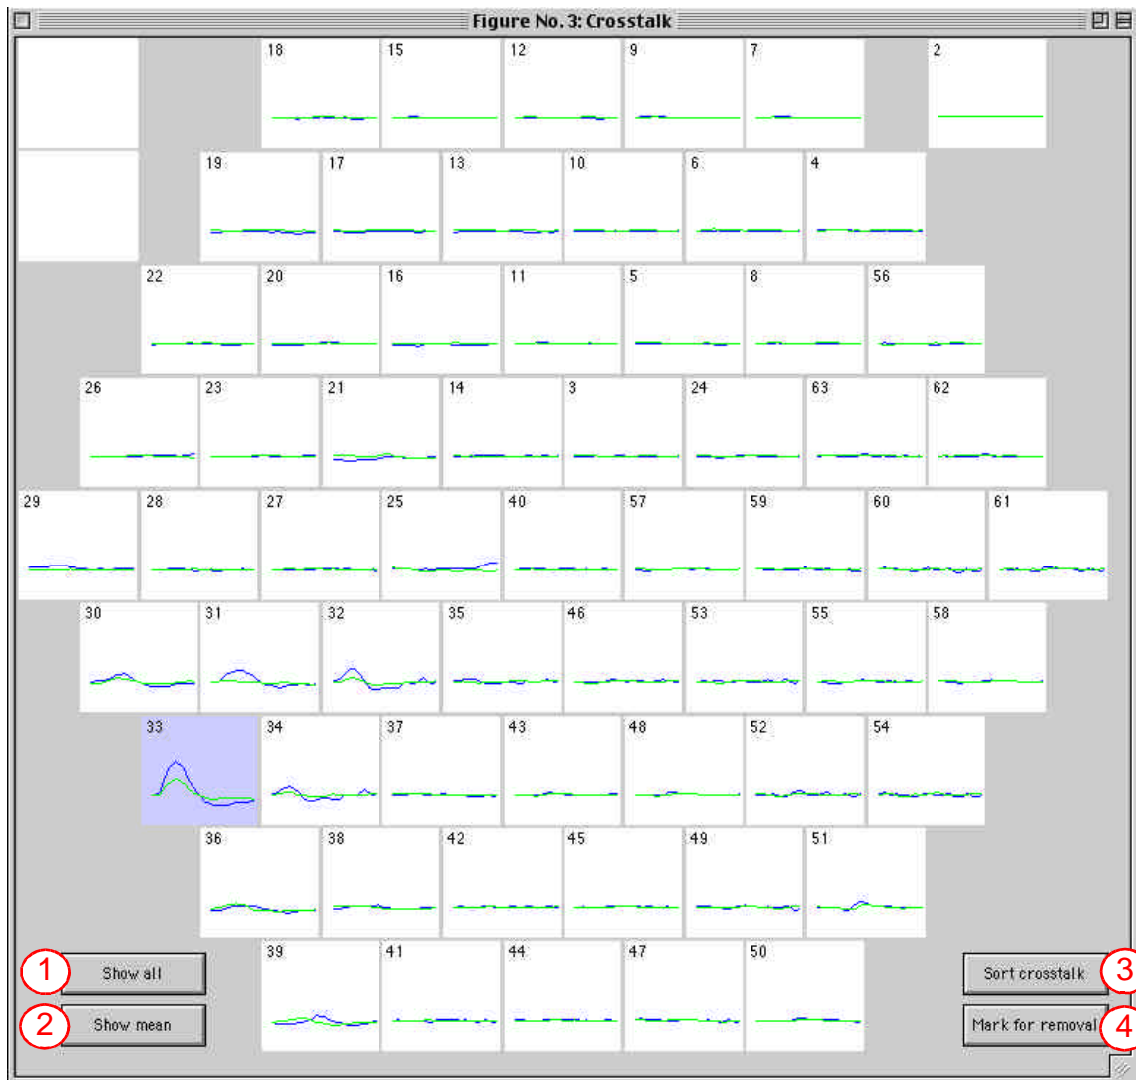 Figure No. 3: Crosstalk
18 15 12 9 7 2
19 17 13 10 6 4
22 20 16 11 5 8 56
26 23 21 14 3 24 63 62
29 28 27 25 40 57 59 60 61
30 31 32 35 46 53 55 58
33 34 37 43 48 52 54
36 38 42 45 49 51
39 41 44 47 50
1 Show all
Sort crosstalk 3
2 Show mean
Mark for removal 4